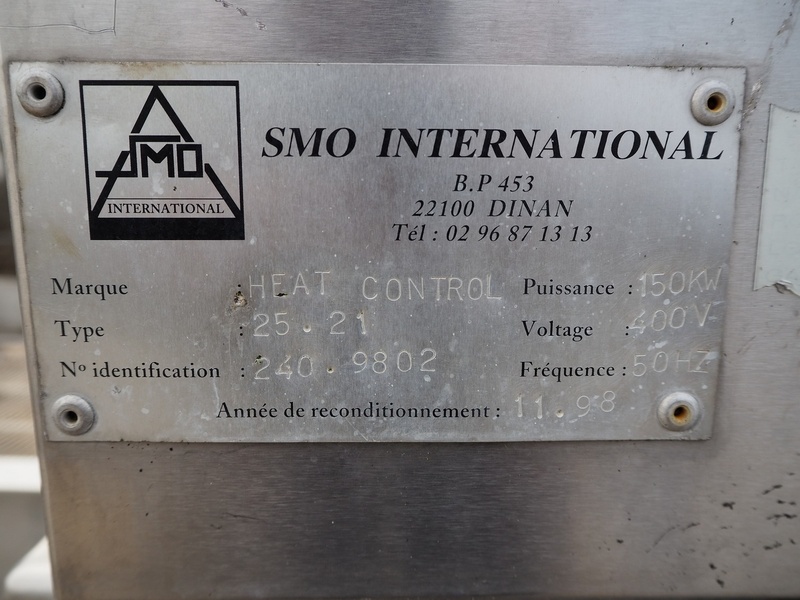 SMO
INTERNATIONAL
SMO INTERNATIONAL
B.P 453
22100 DINAN
Tél : 02 96 87 13 13
Marque : HEAT CONTROL Puissance : 150KW
Type : 25.21 Voltage : 400V
Nº identification : 240.9802 Fréquence : 50HZ
Année de reconditionnement : 11.98